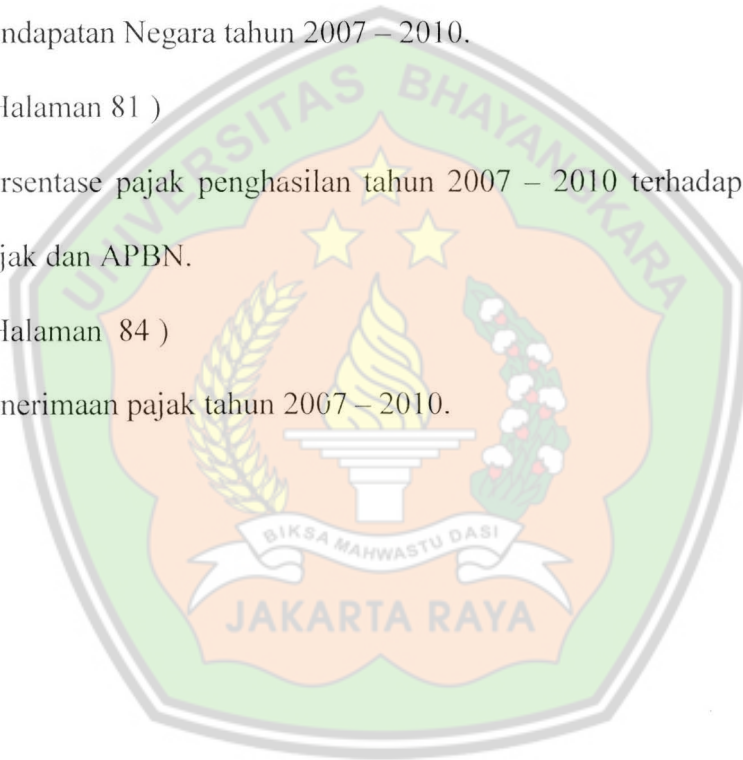 ndapatan Negara tahun 2007 – 2010.
Halaman 81 )
rsentase pajak penghasilan tahun 2007 – 2010 terhadap
jak dan APBN.
Halaman 84 )
nerimaan pajak tahun 2007 – 2010.
UNIVERSITAS BHAYANGKARA
BIKSA MAHWASTU DASI
JAKARTA RAYA